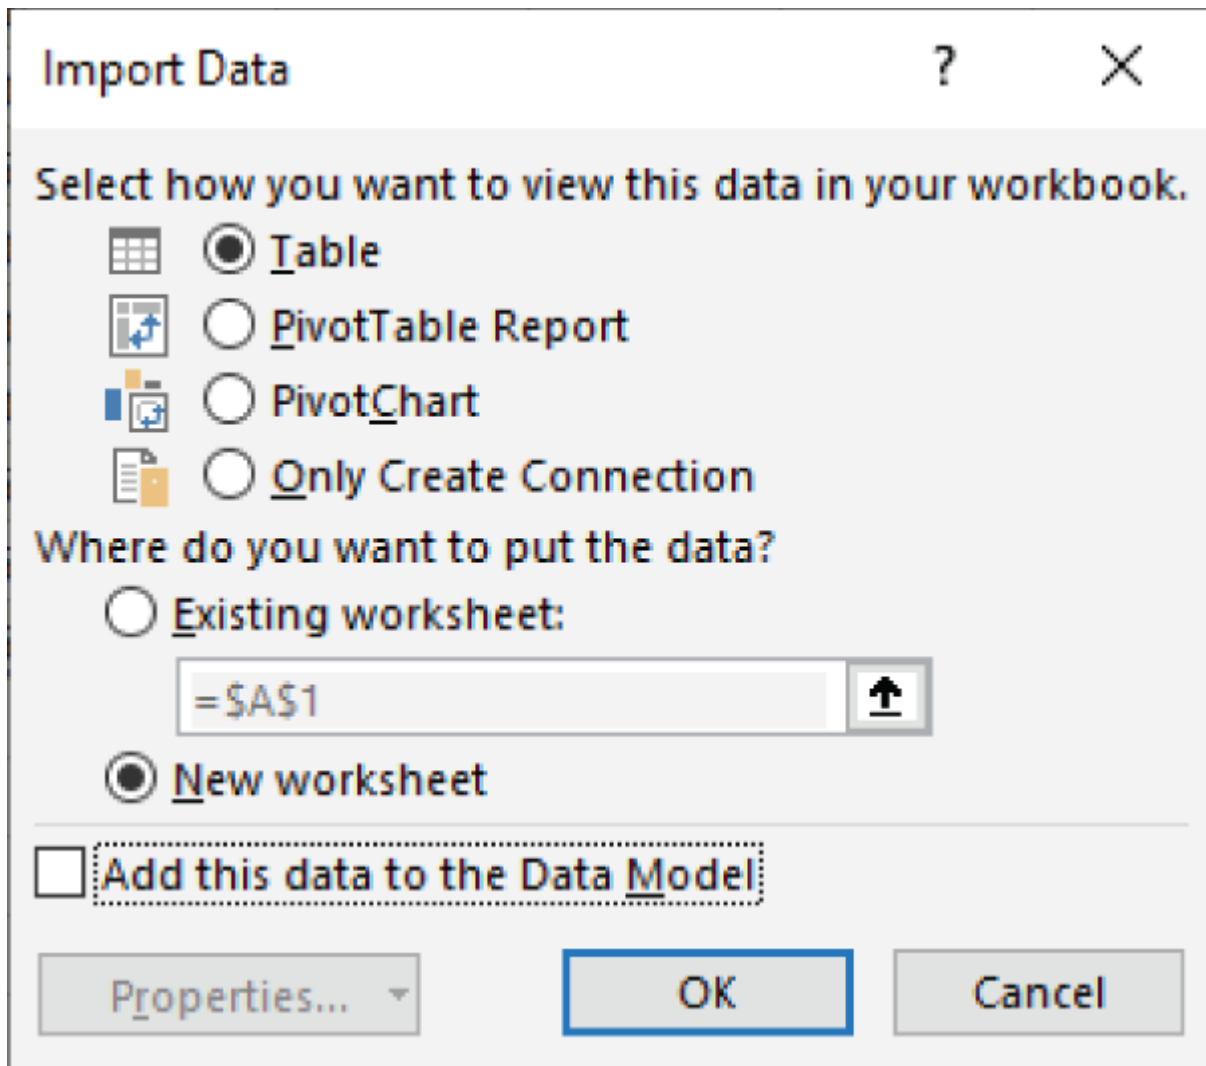 Import Data ?
Select how you want to view this data in your workbook.
Table
PivotTable Report
PivotChart
Only Create Connection
Where do you want to put the data?
Existing worksheet:
=$A$1
New worksheet
Add this data to the Data Model
Properties... OK Cancel